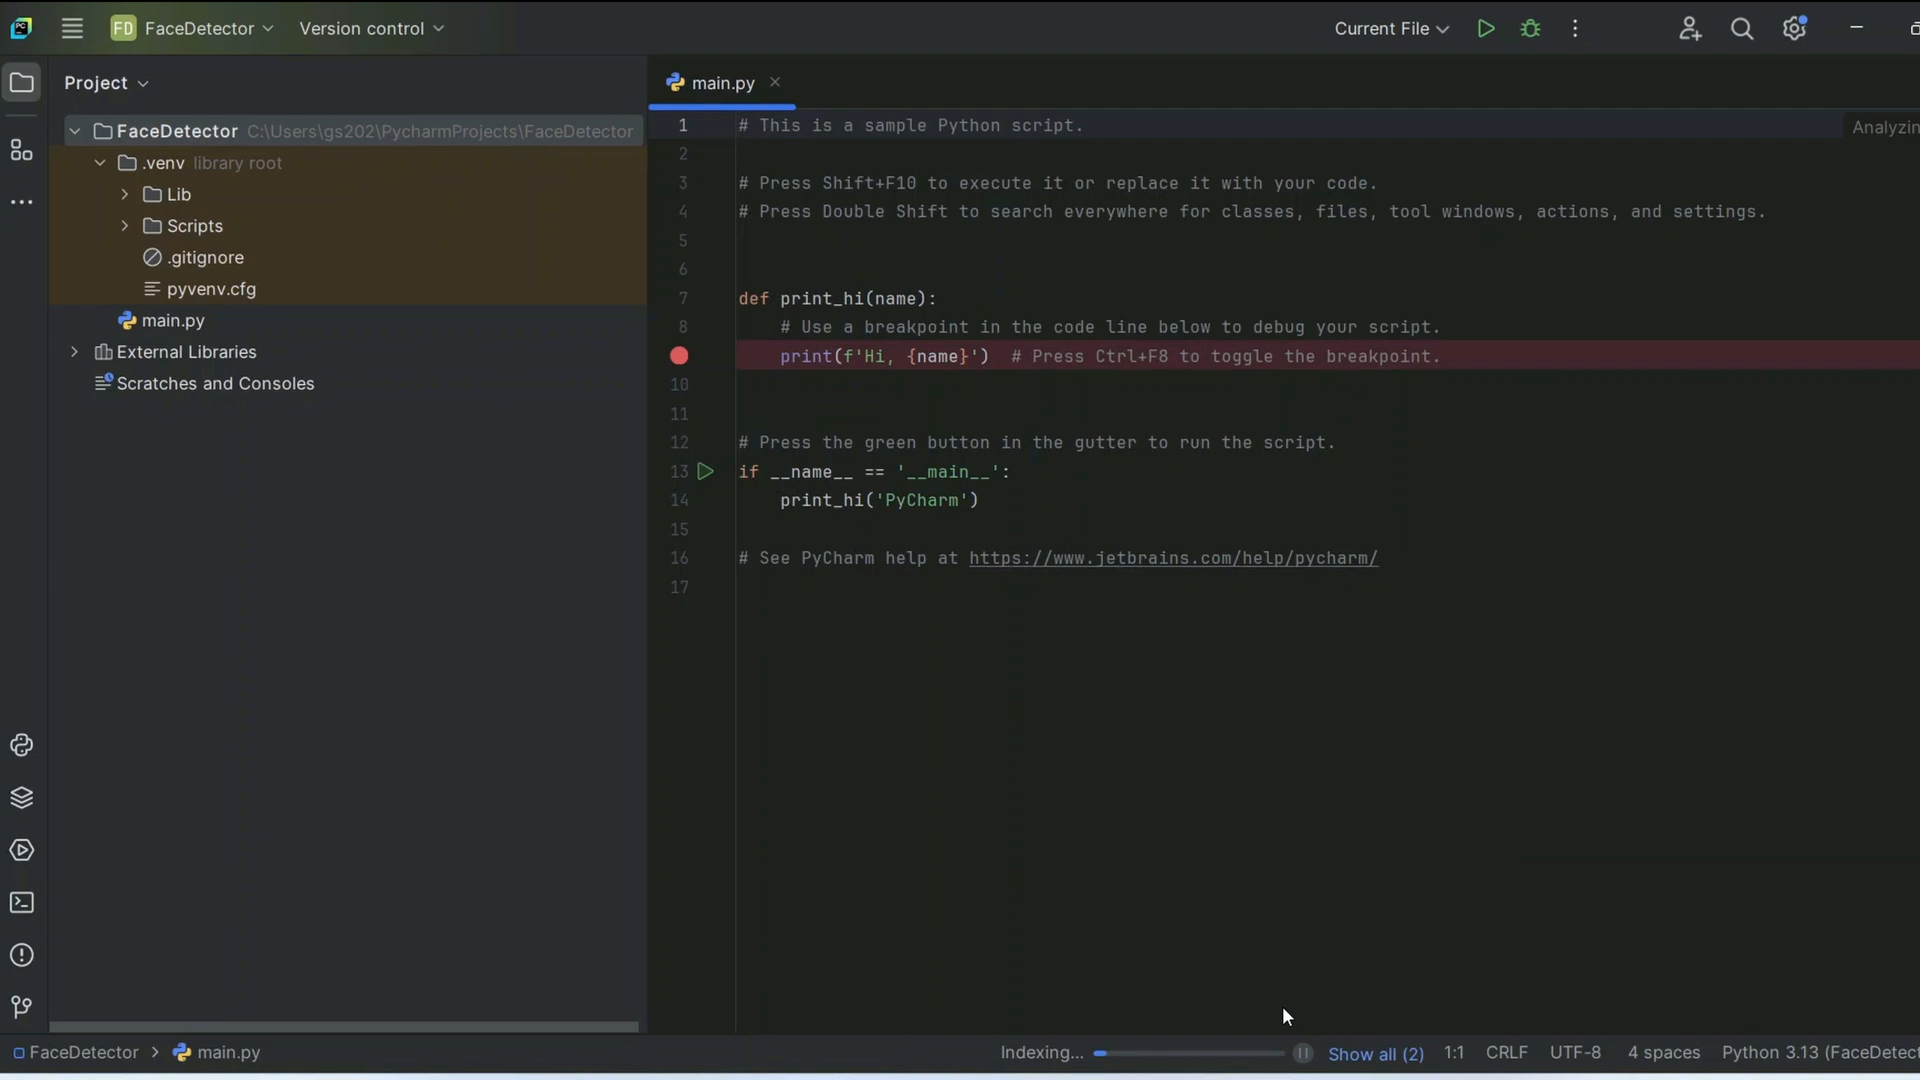 PC
FD FaceDetector
Version control
Current File
Project
FaceDetector C:\Users\gs202\PycharmProjects\FaceDetector
.venv library root
Lib
Scripts
.gitignore
pyvenv.cfg
main.py
External Libraries
Scratches and Consoles
main.py
Analyzin
1 # This is a sample Python script.
2
3 # Press Shift+F10 to execute it or replace it with your code.
4 # Press Double Shift to search everywhere for classes, files, tool windows, actions, and settings.
5
6
7 def print_hi(name):
8     # Use a breakpoint in the code line below to debug your script.
    print(f'Hi, {name}')  # Press Ctrl+F8 to toggle the breakpoint.
10
11
12 # Press the green button in the gutter to run the script.
13 if __name__ == '__main__':
14     print_hi('PyCharm')
15
16 # See PyCharm help at https://www.jetbrains.com/help/pycharm/
17
FaceDetector > main.py
Indexing...
Show all (2)
1:1
CRLF
UTF-8
4 spaces
Python 3.13 (FaceDetect